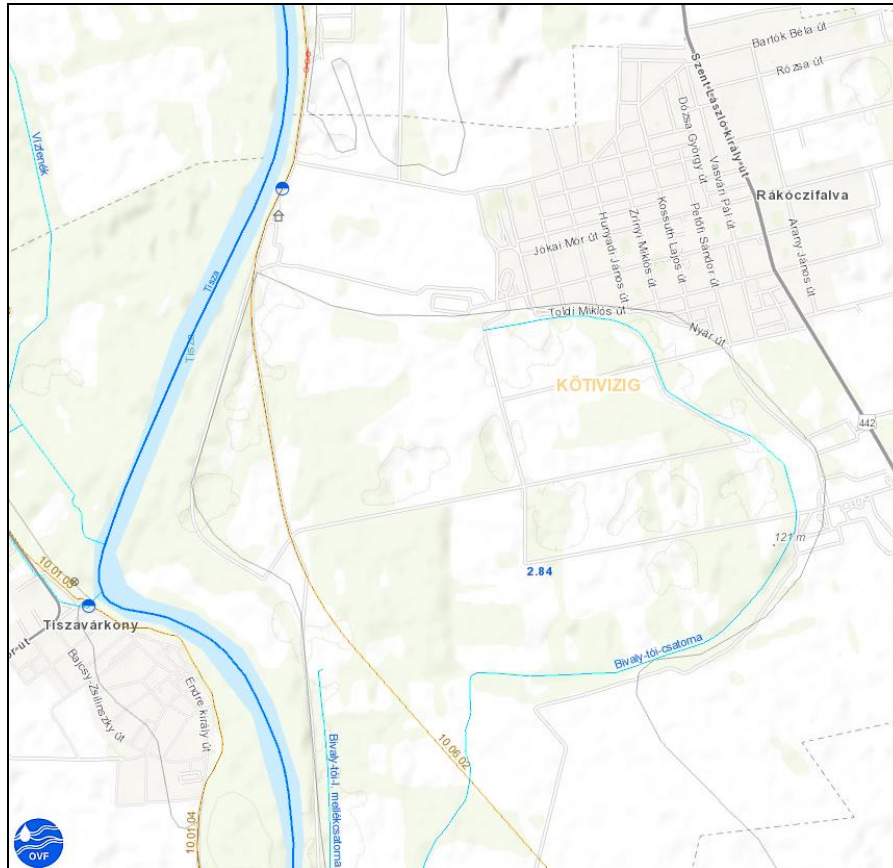 Bartók Béla út
Rózsa út
Szent László király út
Dózsa György út
Vasvári Pál út
Rákóczifalva
Petőfi Sándor út
Kossuth Lajos út
Zrínyi Miklós út
Hunyadi János út
Arany János út
Jókai Mór út
Toldi Miklós út
Nyár út
Tisza
Tisza
KÖTIVIZIG
442
121 m
2.84
10.01.03
Tiszavárkony
Bajcsy-Zsilinszky út
Endre király út
Bivaly-tói-csatorna
Bivaly-tói-I. mellékcsatorna
10.06.02
10.01.04
OVF